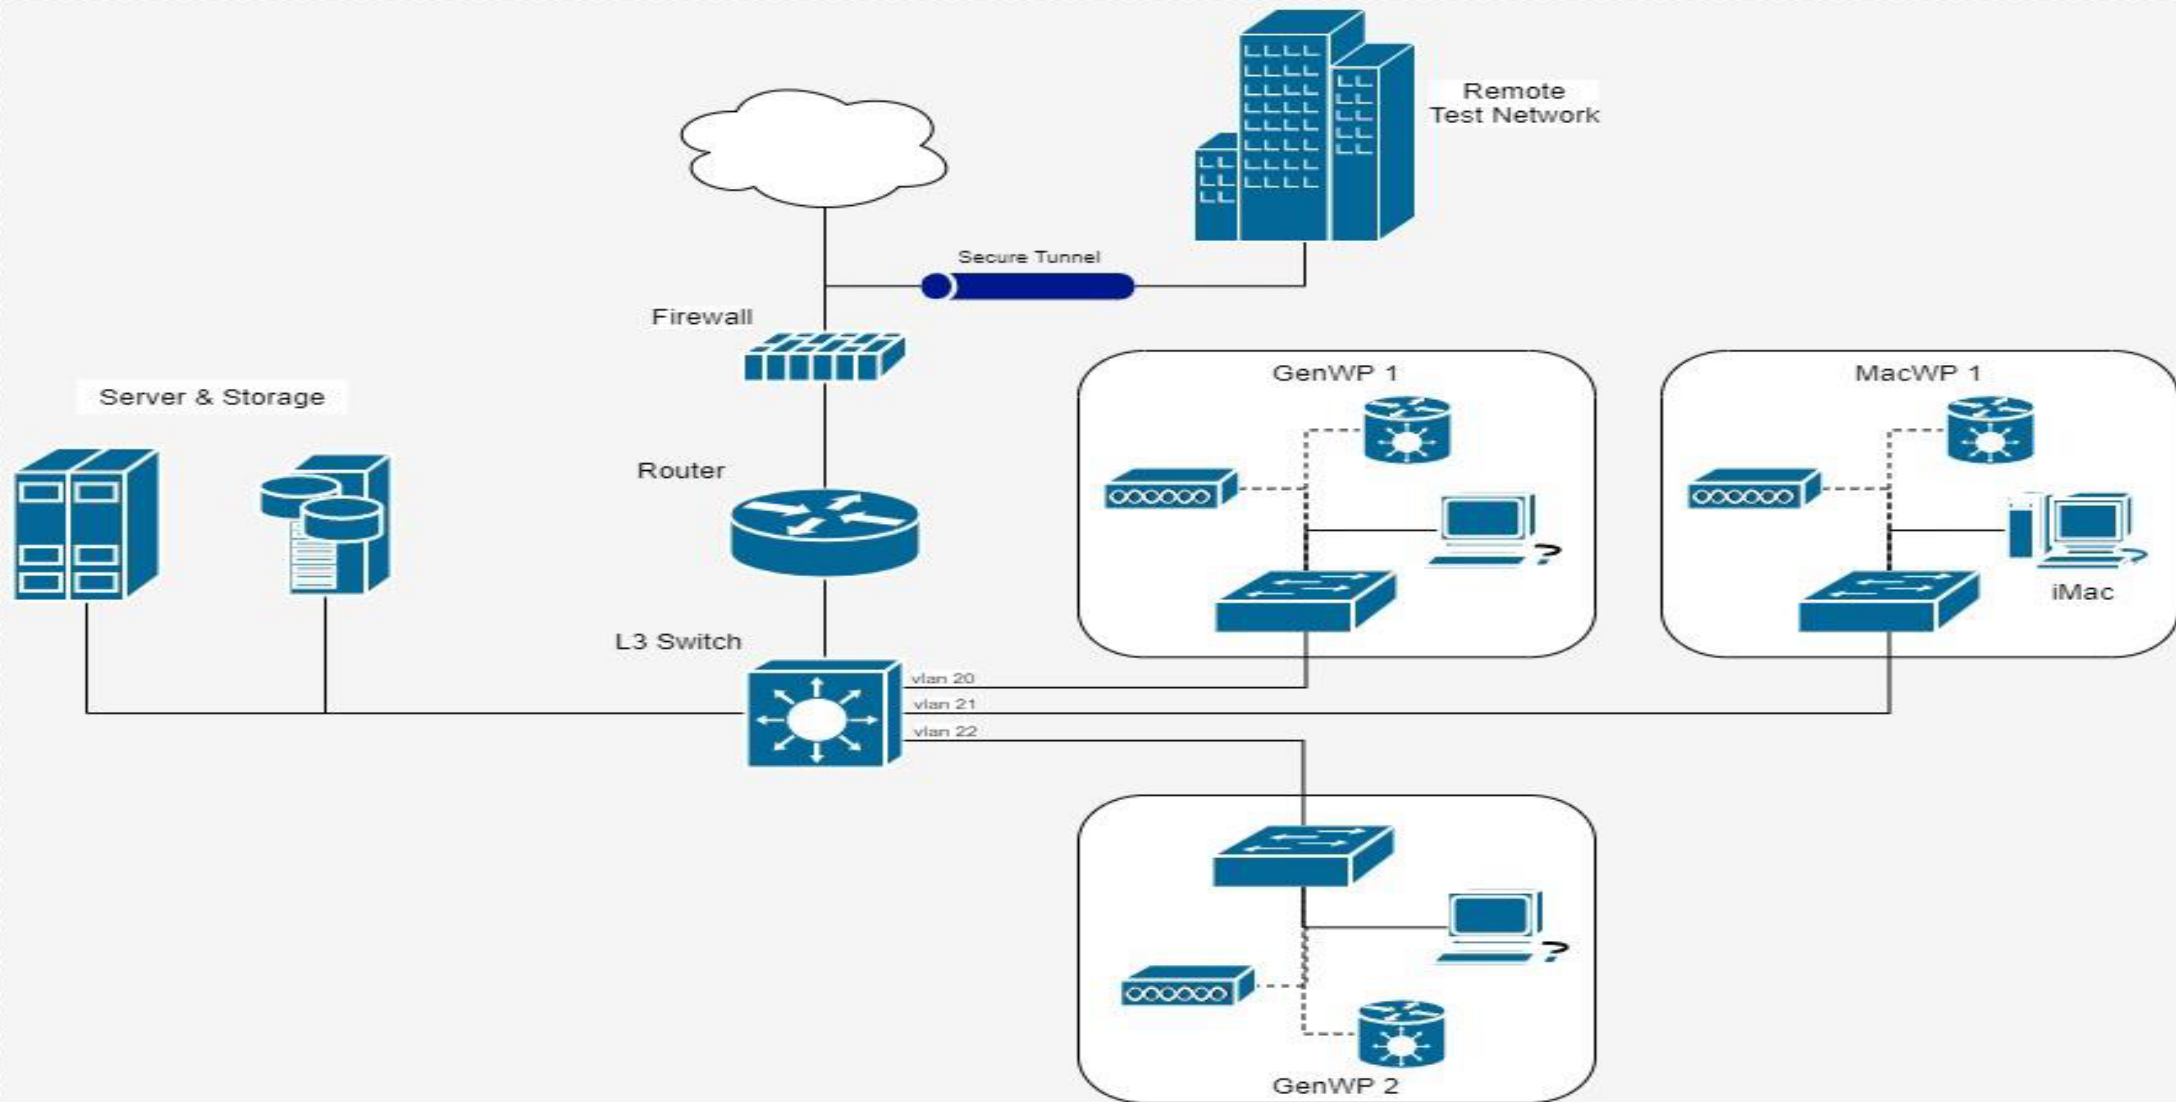 Remote
Test Network
Secure Tunnel
Firewall
Server & Storage
GenWP 1
MacWP 1
Router
iMac
L3 Switch
vlan 20
vlan 21
vlan 22
GenWP 2